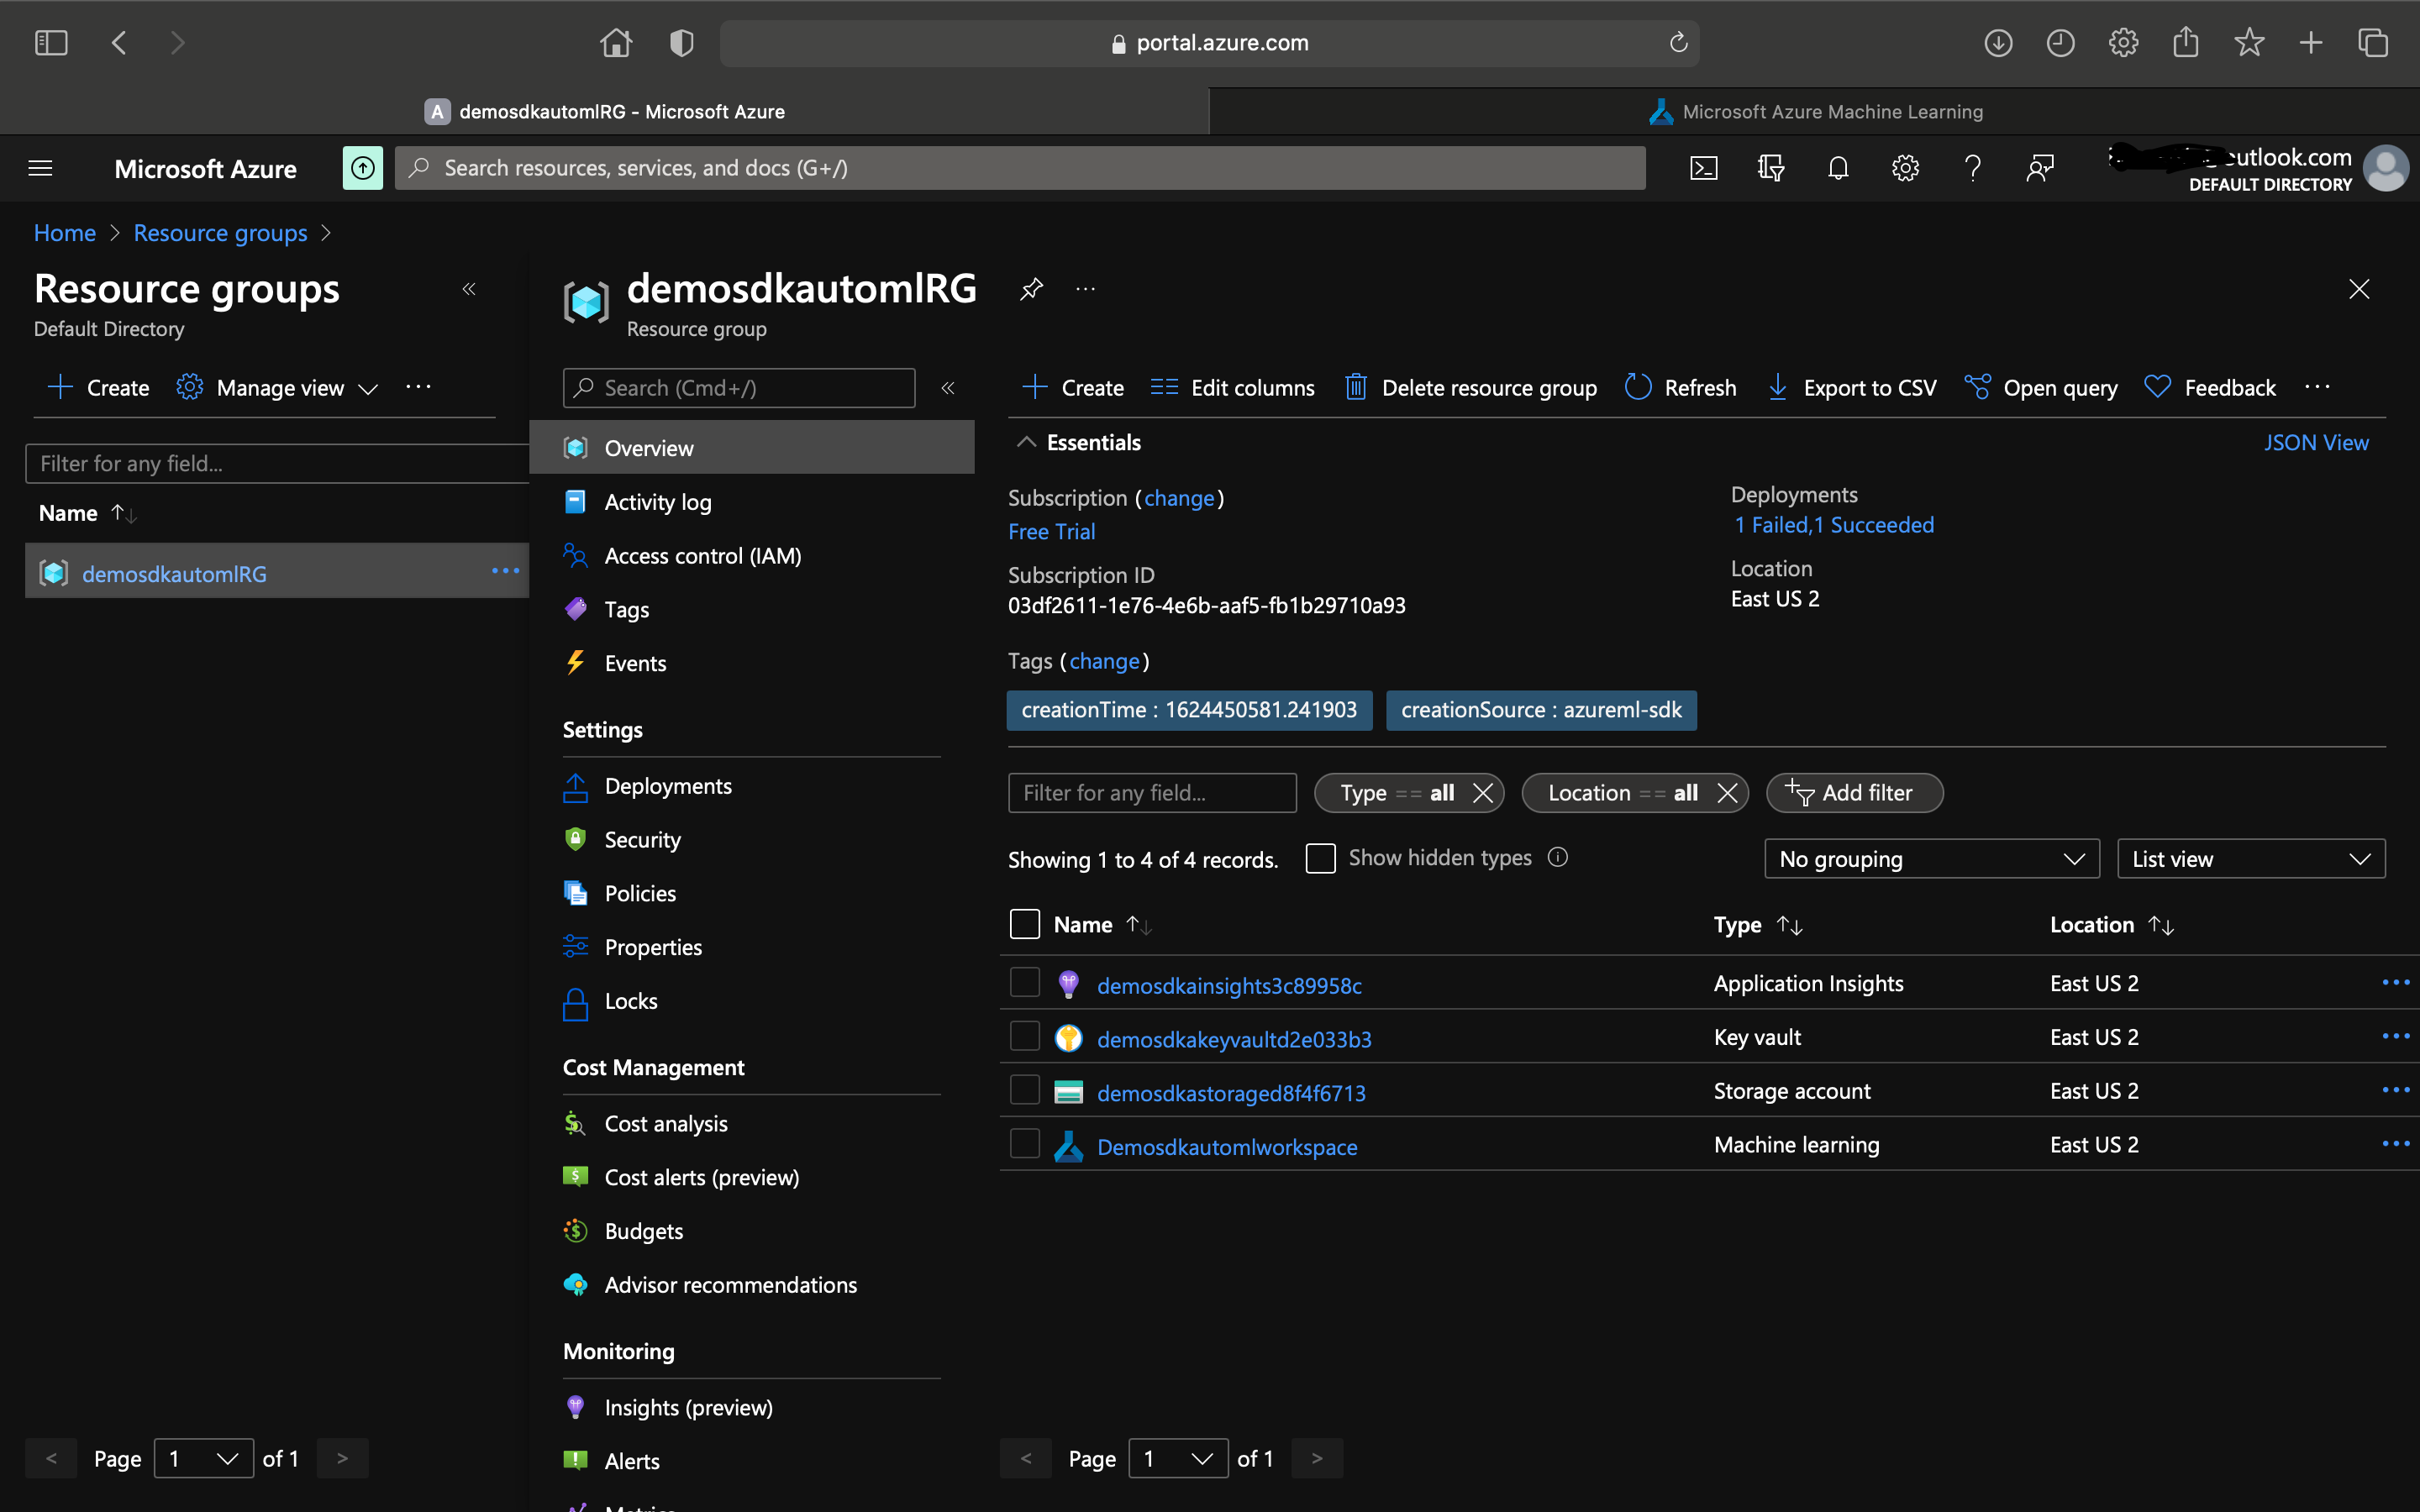 portal.azure.com
A demosdkautomlRG - Microsoft Azure
Microsoft Azure Machine Learning
Microsoft Azure
Search resources, services, and docs (G+/)
outlook.com
DEFAULT DIRECTORY
Home > Resource groups >
Resource groups
Default Directory
Create
Manage view
Filter for any field...
Name
demosdkautomlRG
Page 1 of 1
demosdkautomlRG
Resource group
Search (Cmd+/)
Overview
Activity log
Access control (IAM)
Tags
Events
Settings
Deployments
Security
Policies
Properties
Locks
Cost Management
Cost analysis
Cost alerts (preview)
Budgets
Advisor recommendations
Monitoring
Insights (preview)
Alerts
Create
Edit columns
Delete resource group
Refresh
Export to CSV
Open query
Feedback
Essentials
JSON View
Subscription (change)
Free Trial
Subscription ID
03df2611-1e76-4e6b-aaf5-fb1b29710a93
Deployments
1 Failed,1 Succeeded
Location
East US 2
Tags (change)
creationTime : 1624450581.241903 creationSource : azureml-sdk
Filter for any field... Type == all Location == all Add filter
Showing 1 to 4 of 4 records. Show hidden types No grouping List view
Name Type Location
demosdkainsights3c89958c Application Insights East US 2
demosdkakeyvaultd2e033b3 Key vault East US 2
demosdkastoraged8f4f6713 Storage account East US 2
Demosdkautomlworkspace Machine learning East US 2
Page 1 of 1